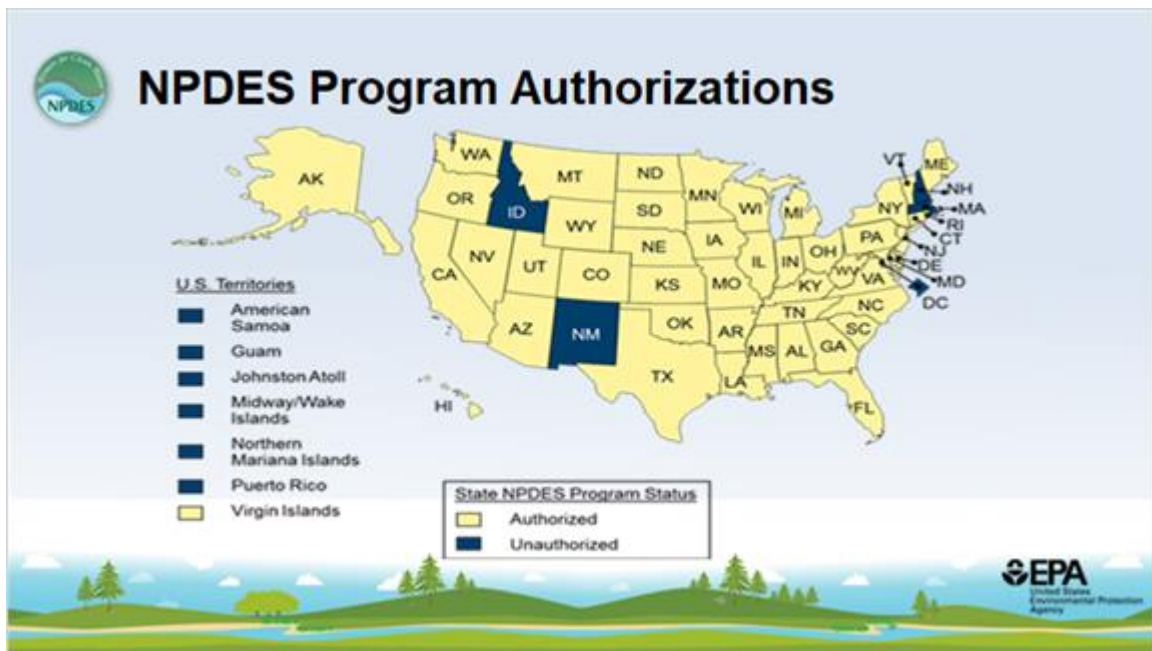 NPDES
NPDES Program Authorizations
AK
WA
OR
ID
MT
ND
MN
WI
MI
VT
ME
NH
NY
MA
RI
CT
NJ
DE
MD
DC
WY
SD
NE
IA
IL
IN
OH
PA
WV
VA
NV
UT
CO
KS
MO
KY
NC
CA
AZ
NM
OK
AR
TN
SC
MS
AL
GA
TX
LA
FL
HI
U.S. Territories
American
Samoa
Guam
Johnston Atoll
Midway/Wake
Islands
Northern
Mariana Islands
Puerto Rico
Virgin Islands
State NPDES Program Status
Authorized
Unauthorized
EPA
United States
Environmental Protection
Agency